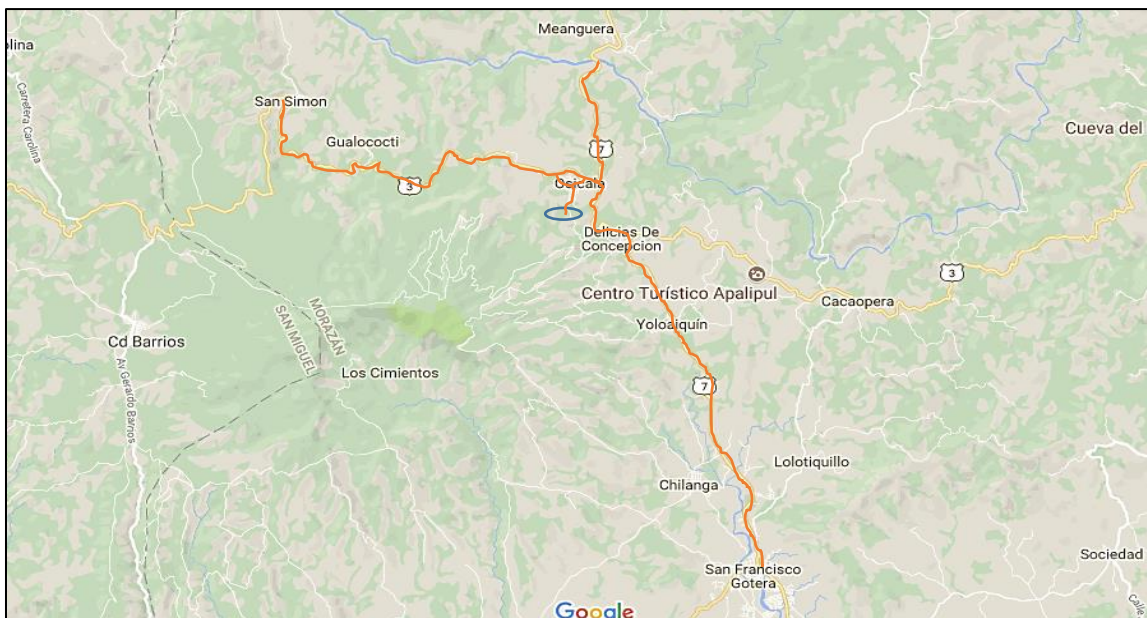 Meanguera
olina
Carretera Carolina
San Simon
Gualococti
7
Cueva del
3
Osicala
Delicias De
Concepcion
3
Centro Turístico Apalipul
Cacaopera
MORAZÁN
SAN MIGUEL
Yoloaiquín
Cd Barrios
Los Cimientos
Av Gerardo Barrios
7
Lolotiquillo
Chilanga
Sociedad
San Francisco
Gotera
Calle
Google